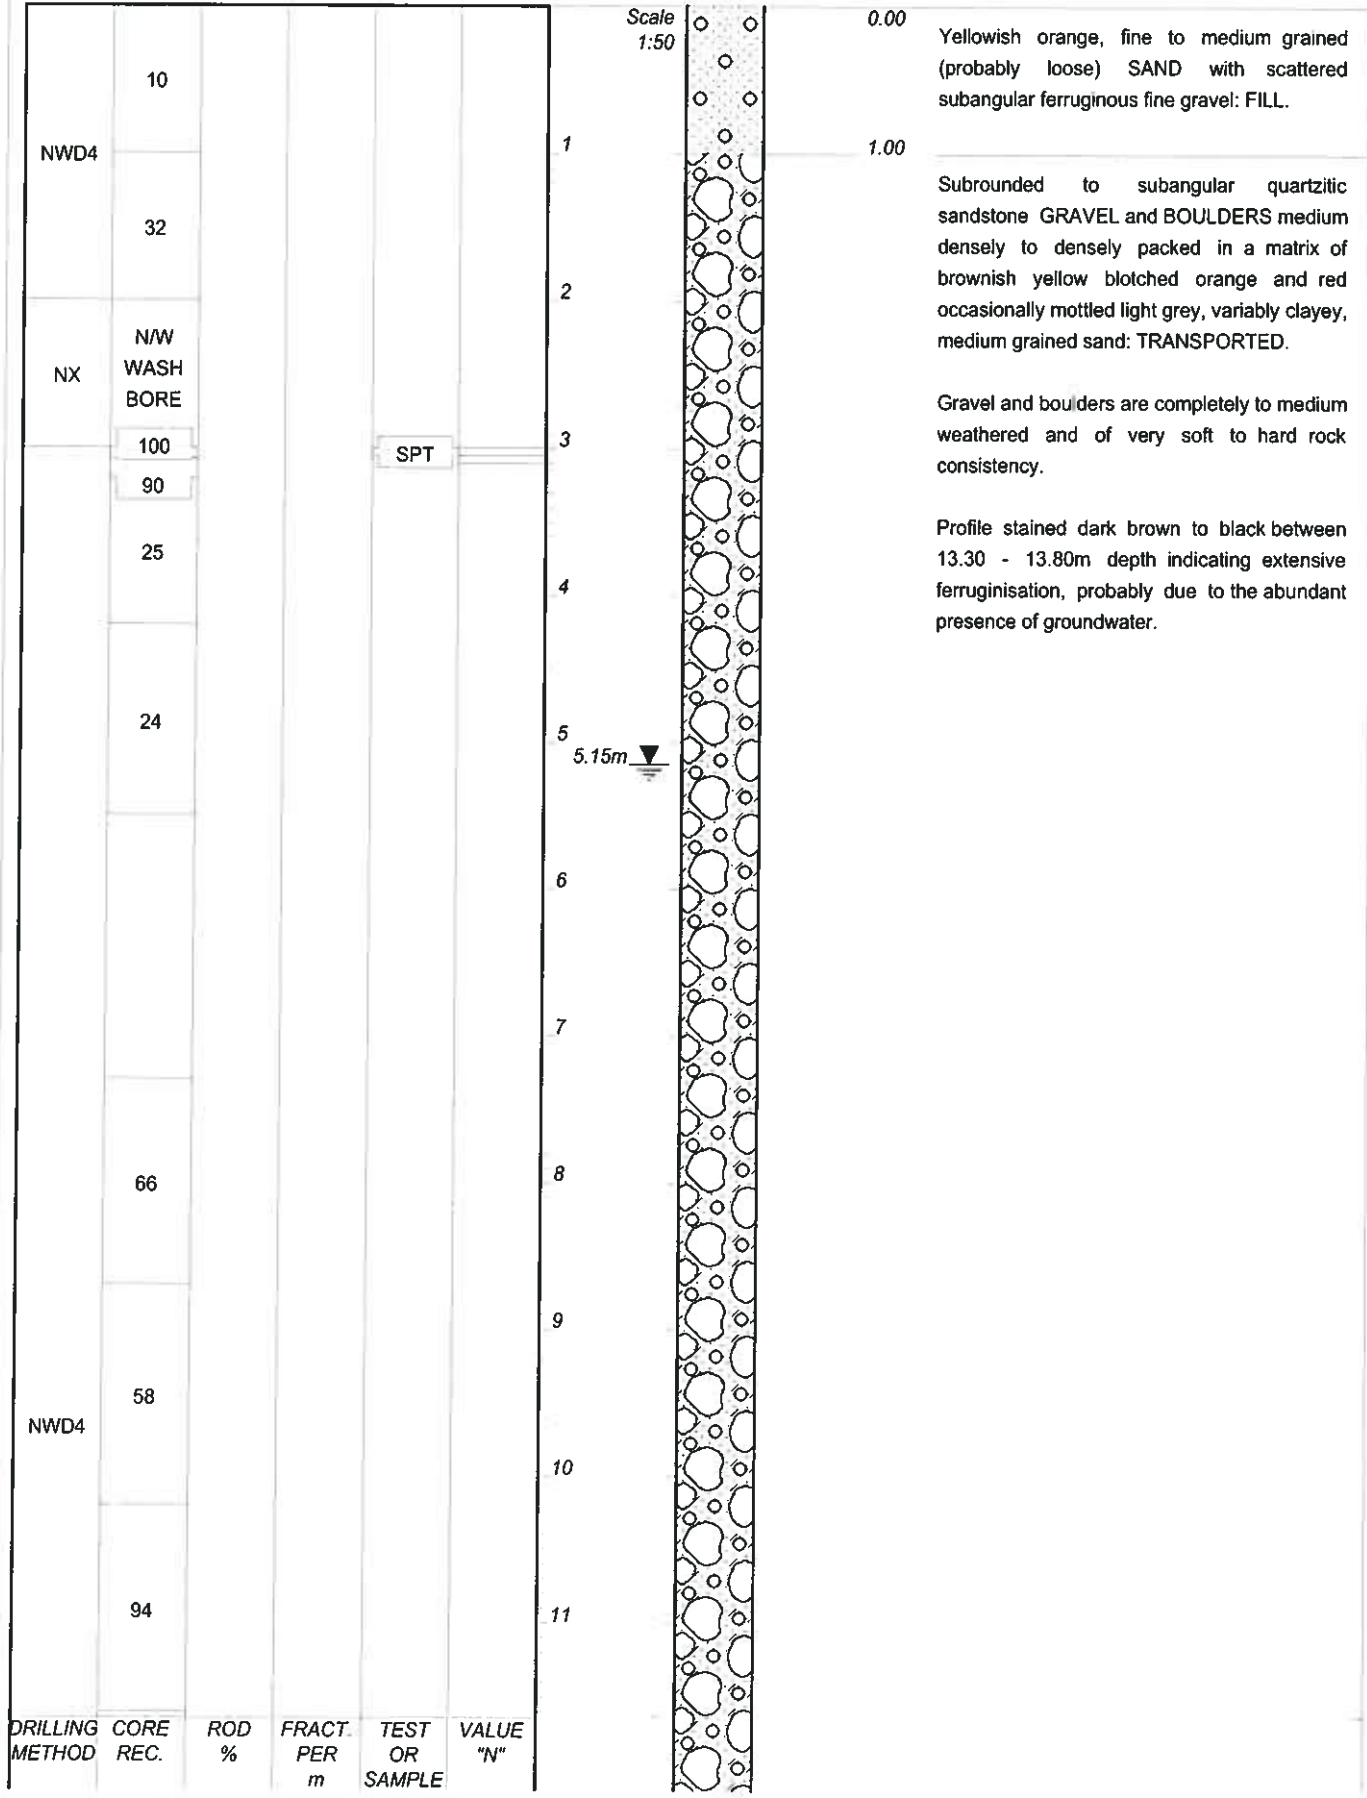 Scale
1:50
0.00
Yellowish orange, fine to medium grained
(probably loose) SAND with scattered
subangular ferruginous fine gravel: FILL.
10
NWD4
1
1.00
Subrounded to subangular quartzitic
sandstone GRAVEL and BOULDERS medium
densely to densely packed in a matrix of
brownish yellow blotched orange and red
occasionally mottled light grey, variably clayey,
medium grained sand: TRANSPORTED.
32
2
N/W
WASH
BORE
NX
Gravel and boulders are completely to medium
weathered and of very soft to hard rock
consistency.
100
SPT
3
90
25
Profile stained dark brown to black between
13.30 - 13.80m depth indicating extensive
ferruginisation, probably due to the abundant
presence of groundwater.
4
24
5
5.15m
6
7
66
8
9
58
NWD4
10
94
11
DRILLING METHOD
CORE REC.
ROD %
FRACT. PER m
TEST OR SAMPLE
VALUE "N"